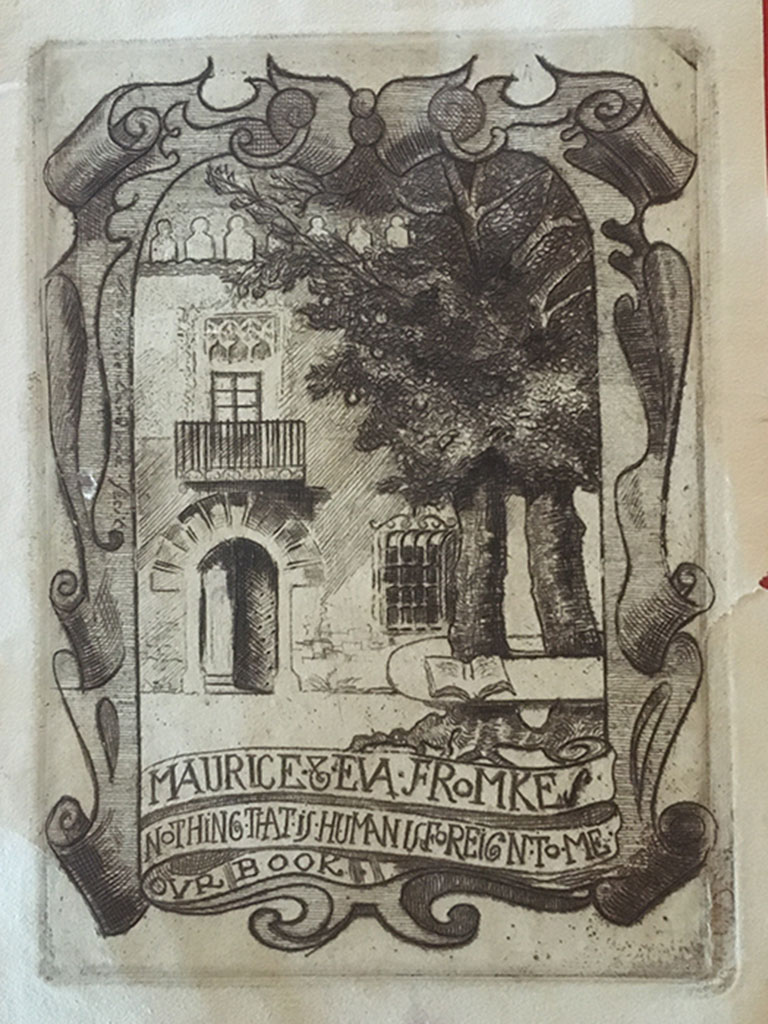 MAURICE·&·EVA·FROMKES·
NOTHING·THAT·IS·HUMAN·IS·FOREIGN·TO·ME·
OVR BOOK